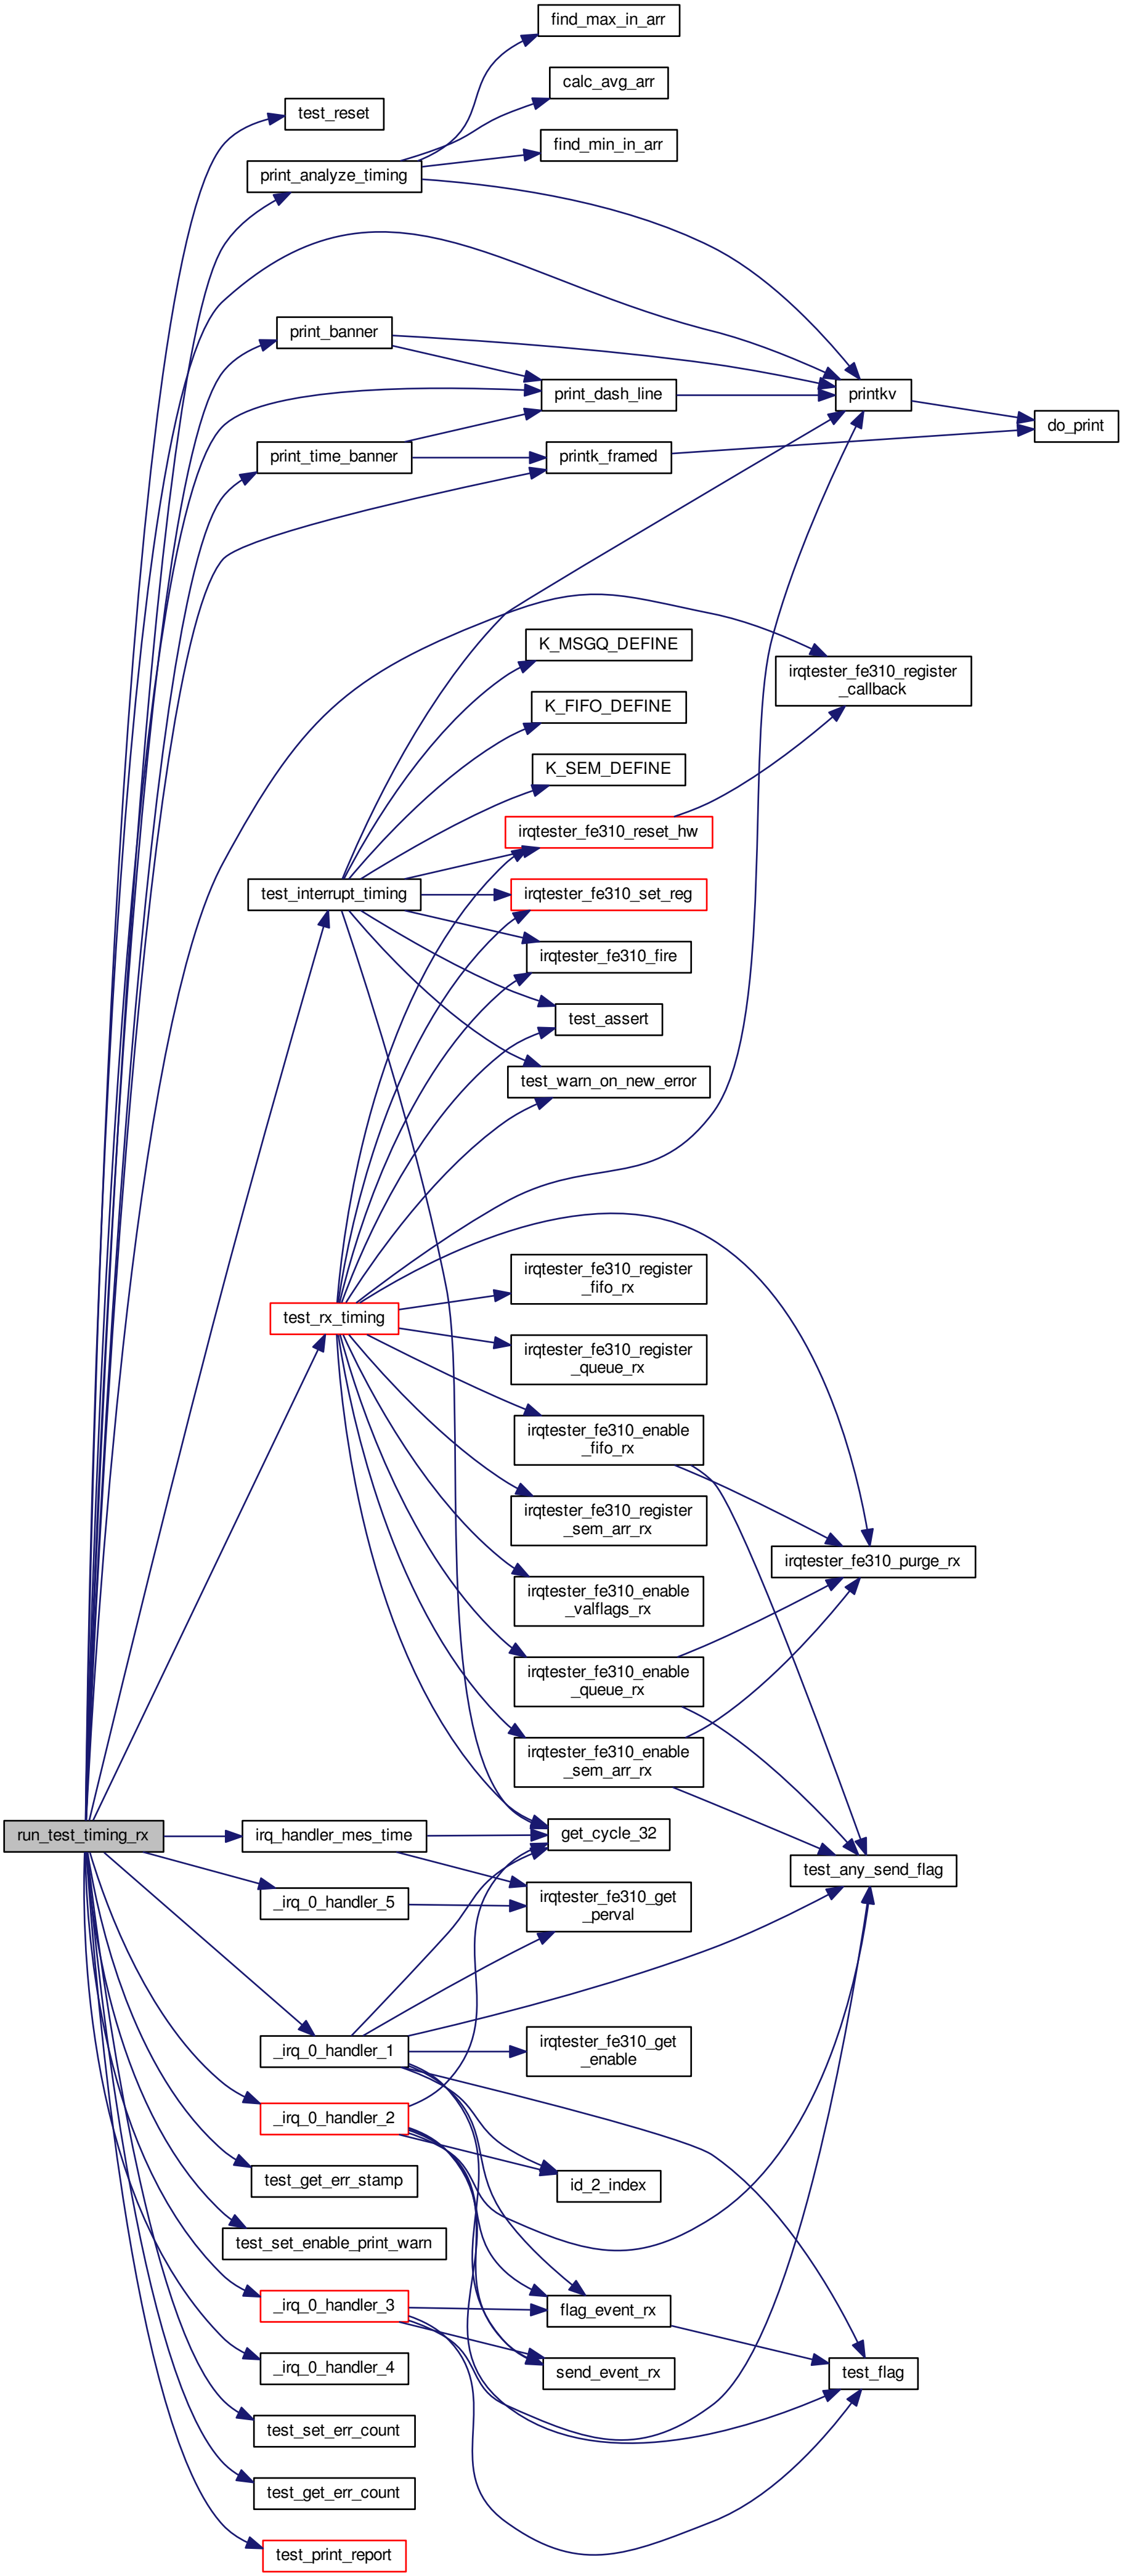 find_max_in_arr
calc_avg_arr
test_reset
find_min_in_arr
print_analyze_timing
print_banner
print_dash_line
printkv
do_print
print_time_banner
printk_framed
K_MSGQ_DEFINE
irqtester_fe310_register
_callback
K_FIFO_DEFINE
K_SEM_DEFINE
irqtester_fe310_reset_hw
test_interrupt_timing
irqtester_fe310_set_reg
irqtester_fe310_fire
test_assert
test_warn_on_new_error
irqtester_fe310_register
_fifo_rx
test_rx_timing
irqtester_fe310_register
_queue_rx
irqtester_fe310_enable
_fifo_rx
irqtester_fe310_register
_sem_arr_rx
irqtester_fe310_purge_rx
irqtester_fe310_enable
_valflags_rx
irqtester_fe310_enable
_queue_rx
irqtester_fe310_enable
_sem_arr_rx
run_test_timing_rx
irq_handler_mes_time
get_cycle_32
test_any_send_flag
_irq_0_handler_5
irqtester_fe310_get
_perval
_irq_0_handler_1
irqtester_fe310_get
_enable
_irq_0_handler_2
test_get_err_stamp
id_2_index
test_set_enable_print_warn
_irq_0_handler_3
flag_event_rx
_irq_0_handler_4
send_event_rx
test_flag
test_set_err_count
test_get_err_count
test_print_report